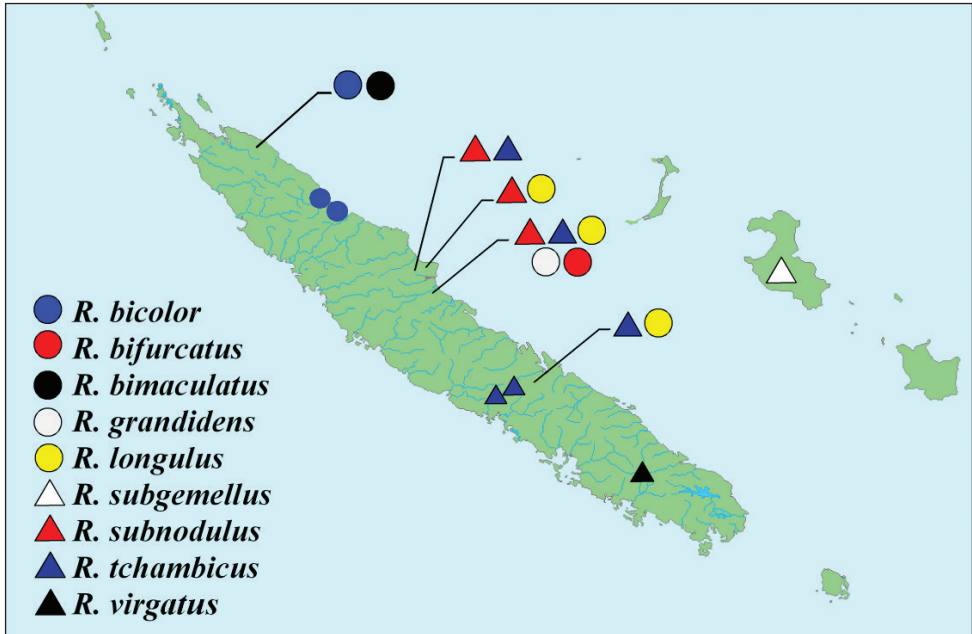 R. bicolor
R. bifurcatus
R. bimaculatus
R. grandidens
R. longulus
R. subgemellus
R. subnodulus
R. tchambicus
R. virgatus